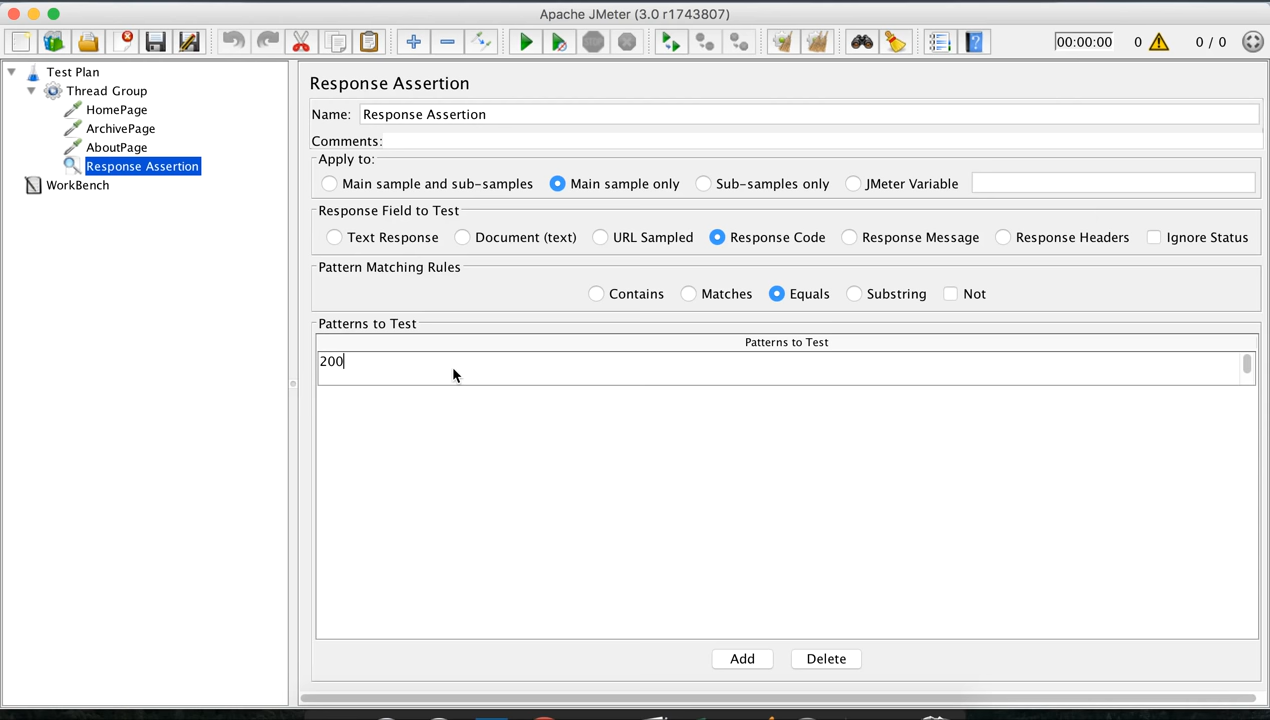 Apache JMeter (3.0 r1743807)
00:00:00 0 0 / 0
Test Plan
Thread Group
HomePage
ArchivePage
AboutPage
Response Assertion
WorkBench
Response Assertion
Name: Response Assertion
Comments:
Apply to:
Main sample and sub-samples Main sample only Sub-samples only JMeter Variable
Response Field to Test
Text Response Document (text) URL Sampled Response Code Response Message Response Headers Ignore Status
Pattern Matching Rules
Contains Matches Equals Substring Not
Patterns to Test
Patterns to Test
200
Add Delete